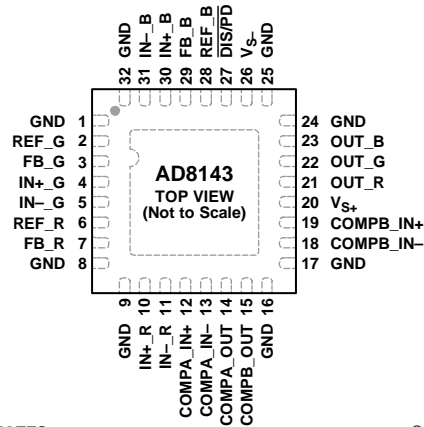 32 GND
31 IN–_B
30 IN+_B
29 FB_B
28 REF_B
27 DIS/PD
26 VS–
25 GND
GND 1
REF_G 2
FB_G 3
IN+_G 4
IN–_G 5
REF_R 6
FB_R 7
GND 8
AD8143
TOP VIEW
(Not to Scale)
24 GND
23 OUT_B
22 OUT_G
21 OUT_R
20 VS+
19 COMPB_IN+
18 COMPB_IN–
17 GND
GND 9
IN+_R 10
IN–_R 11
COMPA_IN+ 12
COMPA_IN– 13
COMPA_OUT 14
COMPB_OUT 15
GND 16